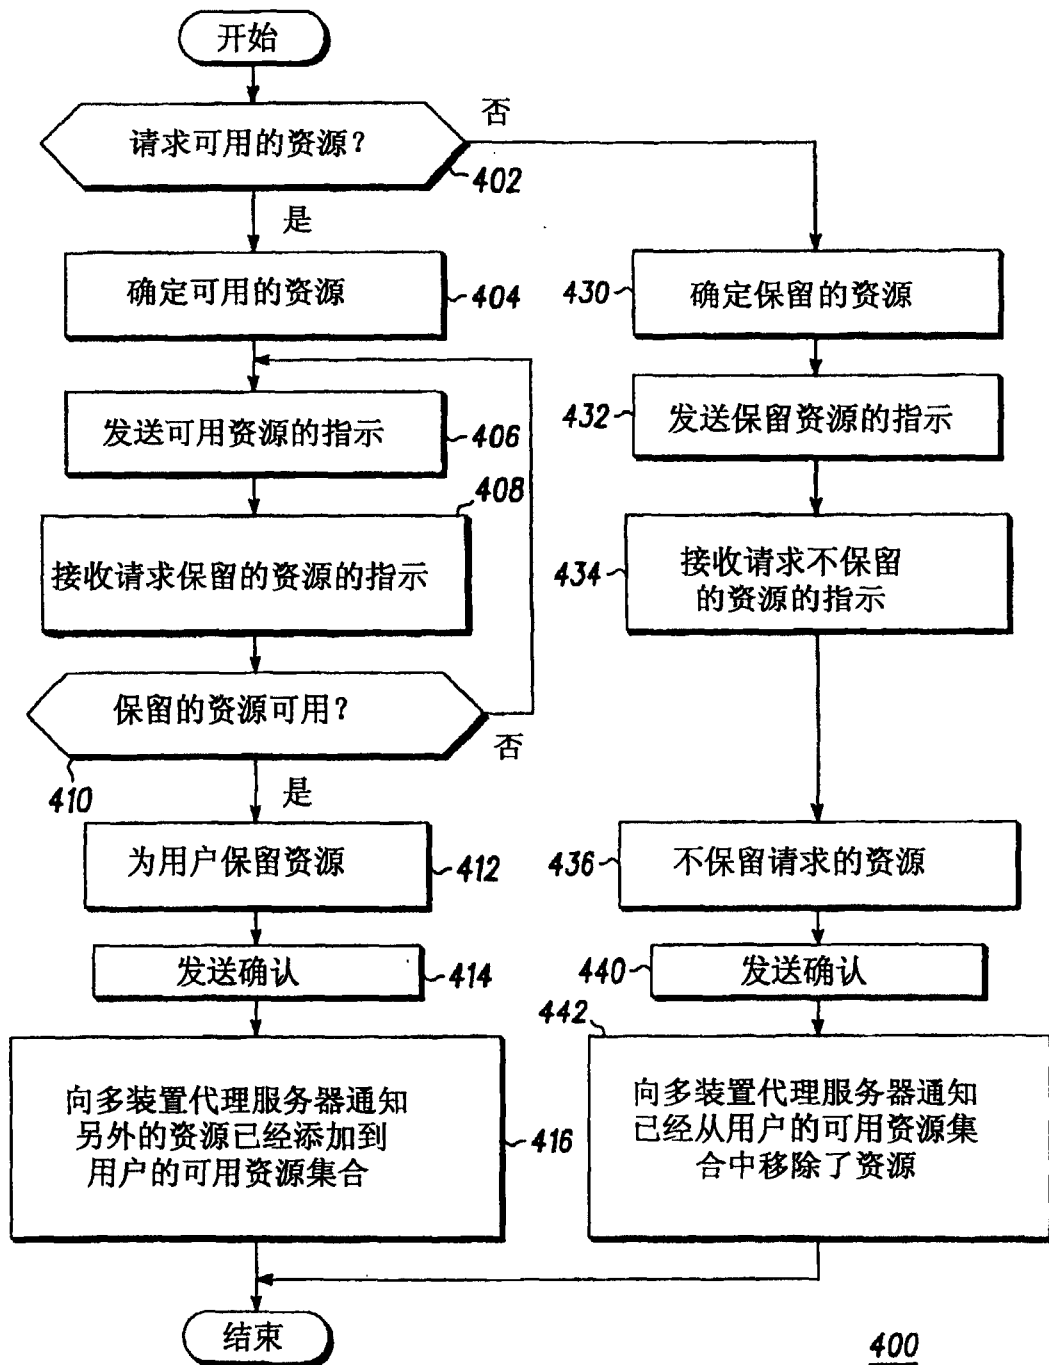 开始
请求可用的资源?
否
402
是
确定可用的资源
404
430
确定保留的资源
发送可用资源的指示
406
432
发送保留资源的指示
408
接收请求保留的资源的指示
434
接收请求不保留
的资源的指示
保留的资源可用?
否
410
是
为用户保留资源
412
436
不保留请求的资源
发送确认
414
440
发送确认
442
向多装置代理服务器通知
另外的资源已经添加到
用户的可用资源集合
416
向多装置代理服务器通知
已经从用户的可用资源集
合中移除了资源
结束
400